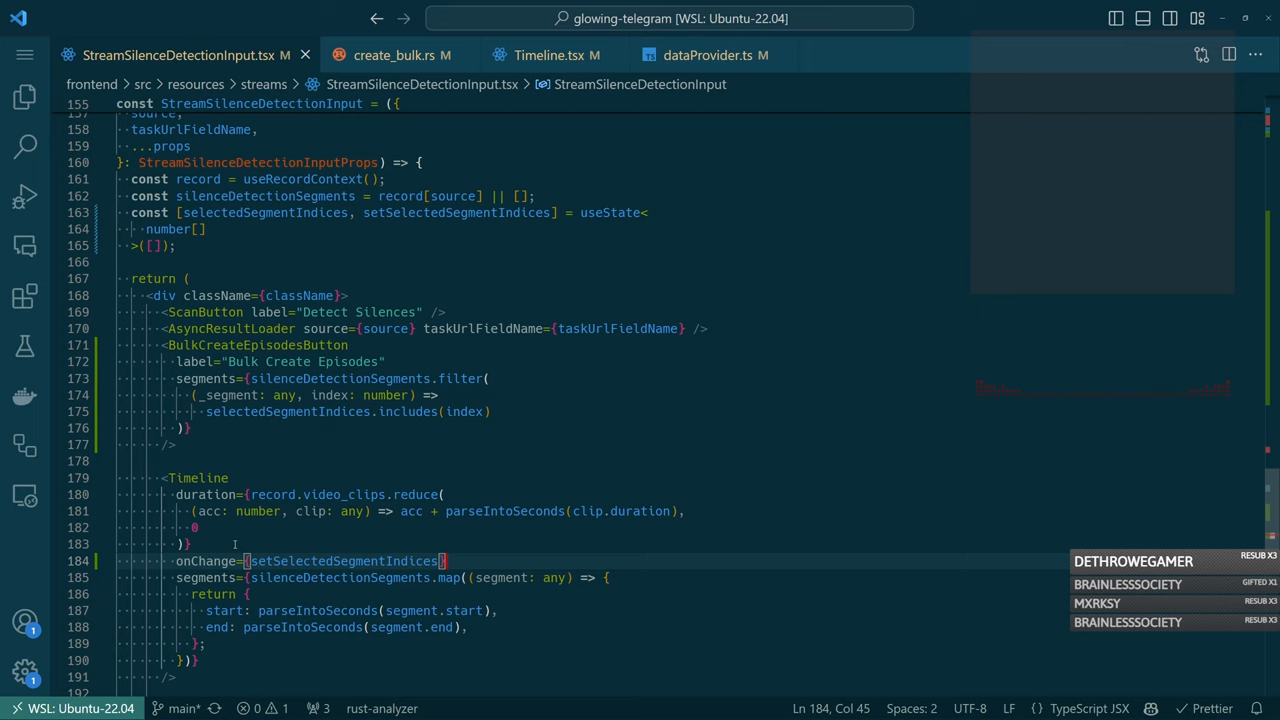 glowing-telegram [WSL: Ubuntu-22.04]
StreamSilenceDetectionInput.tsx M
create_bulk.rs M
Timeline.tsx M
TS dataProvider.ts M
frontend > src > resources > streams > StreamSilenceDetectionInput.tsx > StreamSilenceDetectionInput
155 const StreamSilenceDetectionInput = ({
157 source,
158 taskUrlFieldName,
159 ...props
160 }: StreamSilenceDetectionInputProps) => {
161 const record = useRecordContext();
162 const silenceDetectionSegments = record[source] || [];
163 const [selectedSegmentIndices, setSelectedSegmentIndices] = useState<
164 number[]
165 >([]);
166
167 return (
168 <div className={className}>
169 <ScanButton label="Detect Silences" />
170 <AsyncResultLoader source={source} taskUrlFieldName={taskUrlFieldName} />
171 <BulkCreateEpisodesButton
172 label="Bulk Create Episodes"
173 segments={silenceDetectionSegments.filter(
174 (_segment: any, index: number) =>
175 selectedSegmentIndices.includes(index)
176 )}
177 />
178
179 <Timeline
180 duration={record.video_clips.reduce(
181 (acc: number, clip: any) => acc + parseIntoSeconds(clip.duration),
182 0
183 )}
184 onChange={setSelectedSegmentIndices}
185 segments={silenceDetectionSegments.map((segment: any) => {
186 return {
187 start: parseIntoSeconds(segment.start),
188 end: parseIntoSeconds(segment.end),
189 };
190 })}
191 />
192
DETHROWEGAMER RESUB X3
BRAINLESSSOCIETY GIFTED X1
MXRKSY RESUB X3
BRAINLESSSOCIETY RESUB X3
1
1
WSL: Ubuntu-22.04 main* 0 1 3 rust-analyzer Ln 184, Col 45 Spaces: 2 UTF-8 LF {} TypeScript JSX Prettier